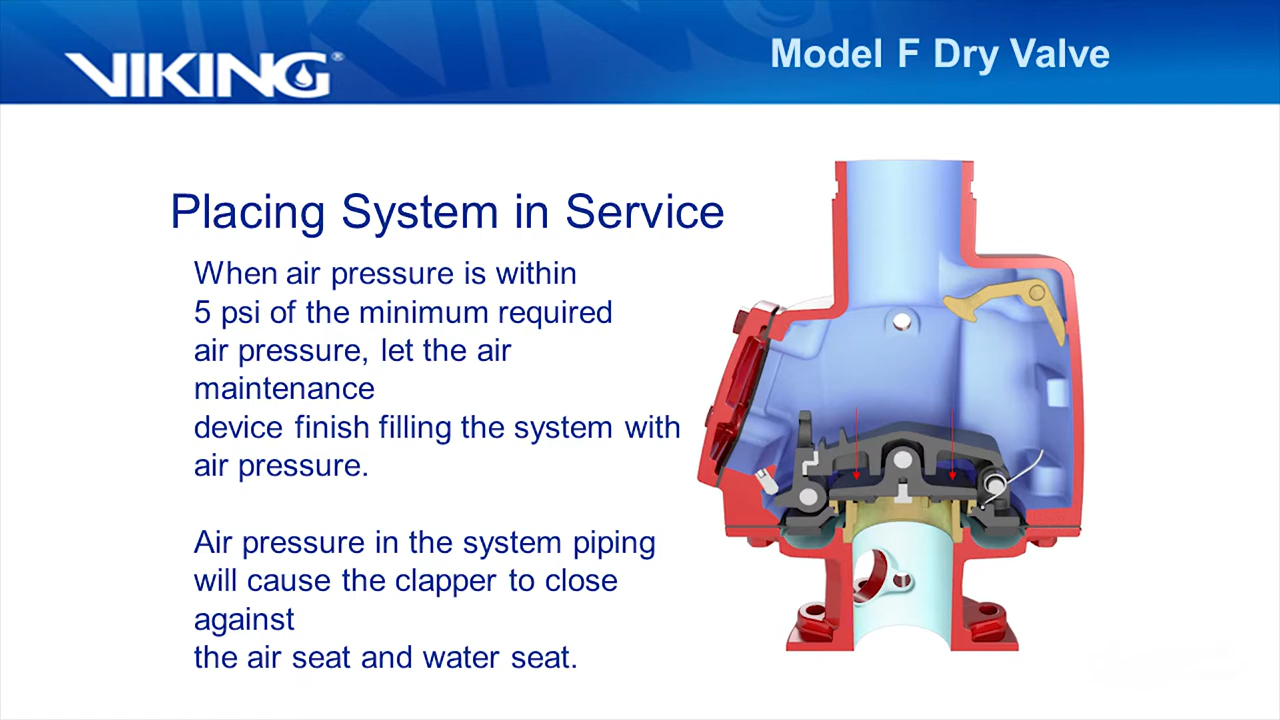 VIKING®
Model F Dry Valve
Placing System in Service
When air pressure is within
5 psi of the minimum required
air pressure, let the air
maintenance
device finish filling the system with
air pressure.
Air pressure in the system piping
will cause the clapper to close
against
the air seat and water seat.